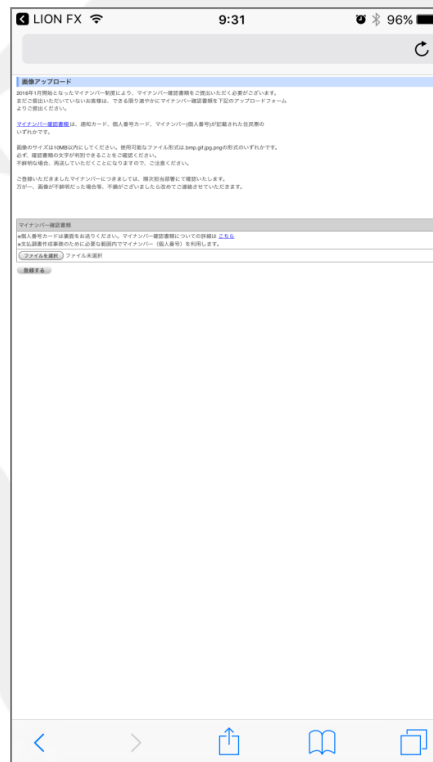 LION FX
9:31
96%
画像アップロード
2016年1月開始となったマイナンバー制度により、マイナンバー確認書類をご提出いただく必要がございます。
まだご提出いただいていないお客様は、できる限り速やかにマイナンバー確認書類を下記のアップロードフォーム
よりご提出ください。
マイナンバー確認書類は、通知カード、個人番号カード、マイナンバー(個人番号)が記載された住民票の
いずれかです。
画像のサイズは10MB以内にしてください。使用可能なファイル形式は.bmp.gif.jpg.pngの形式のいずれかです。
必ず、確認書類の文字が判別できることをご確認ください。
不鮮明な場合、再送していただくことになりますので、ご注意ください。
ご登録いただきましたマイナンバーにつきましては、順次担当部署にて確認いたします。
万が一、画像が不鮮明だった場合等、不備がございましたら改めてご連絡させていただきます。
マイナンバー確認書類
※個人番号カードは裏面をお送りください。マイナンバー確認書類についての詳細は こちら
※支払調書作成事務のために必要な範囲内でマイナンバー（個人番号）を利用します。
ファイルを選択 ファイル未選択
登録する